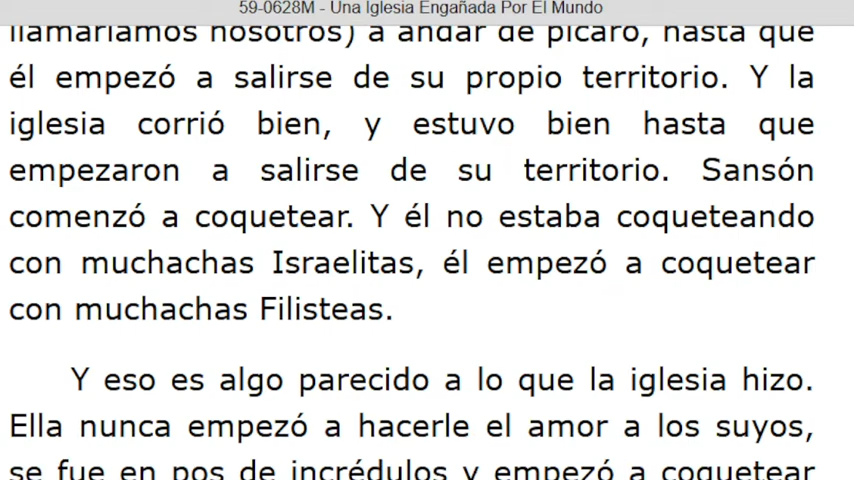 59-0628M - Una Iglesia Engañada Por El Mundo
llamaríamos nosotros) a andar de pícaro, hasta que
él empezó a salirse de su propio territorio. Y la
iglesia corrió bien, y estuvo bien hasta que
empezaron a salirse de su territorio. Sansón
comenzó a coquetear. Y él no estaba coqueteando
con muchachas Israelitas, él empezó a coquetear
con muchachas Filisteas.
Y eso es algo parecido a lo que la iglesia hizo.
Ella nunca empezó a hacerle el amor a los suyos,
se fue en pos de incrédulos y empezó a coquetear